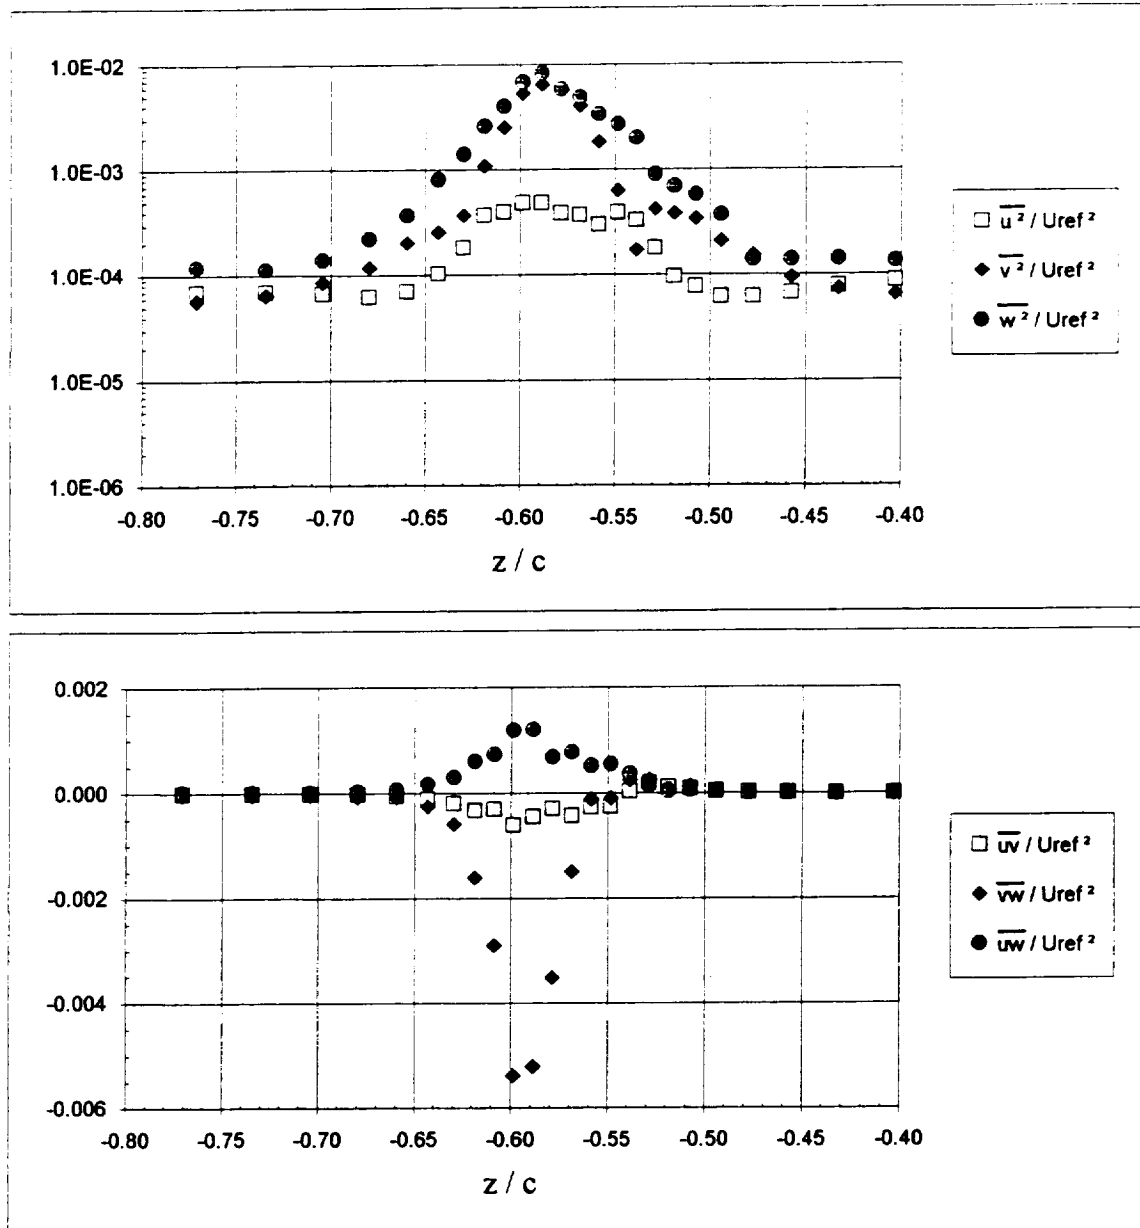 1.0E-02
1.0E-03
1.0E-04
1.0E-05
1.0E-06
-0.80 -0.75 -0.70 -0.65 -0.60 -0.55 -0.50 -0.45 -0.40
z / c
u² / Uref²
v² / Uref²
w² / Uref²
0.002
0.000
-0.002
-0.004
-0.006
-0.80 -0.75 -0.70 -0.65 -0.60 -0.55 -0.50 -0.45 -0.40
z / c
uv / Uref²
vw / Uref²
uw / Uref²